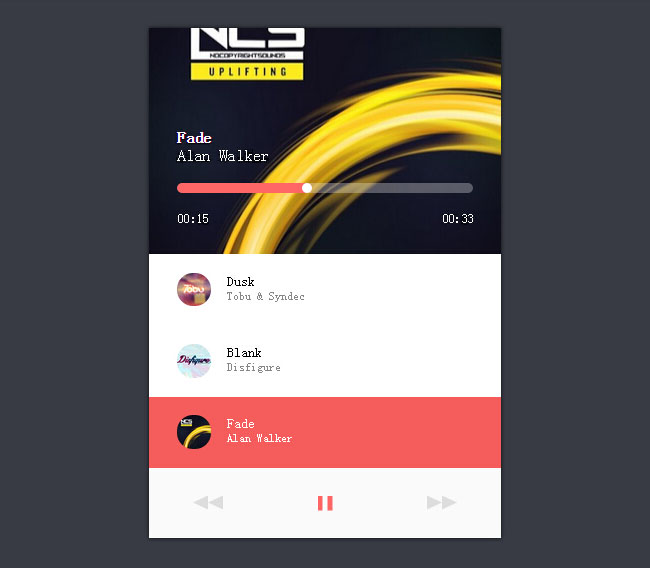 NCS
NOCOPYRIGHTSOUNDS
UPLIFTING
Fade
Alan Walker
00:15
00:33
Tobu
Dusk
Tobu & Syndec
Disfigure
Blank
Disfigure
NCS
Fade
Alan Walker